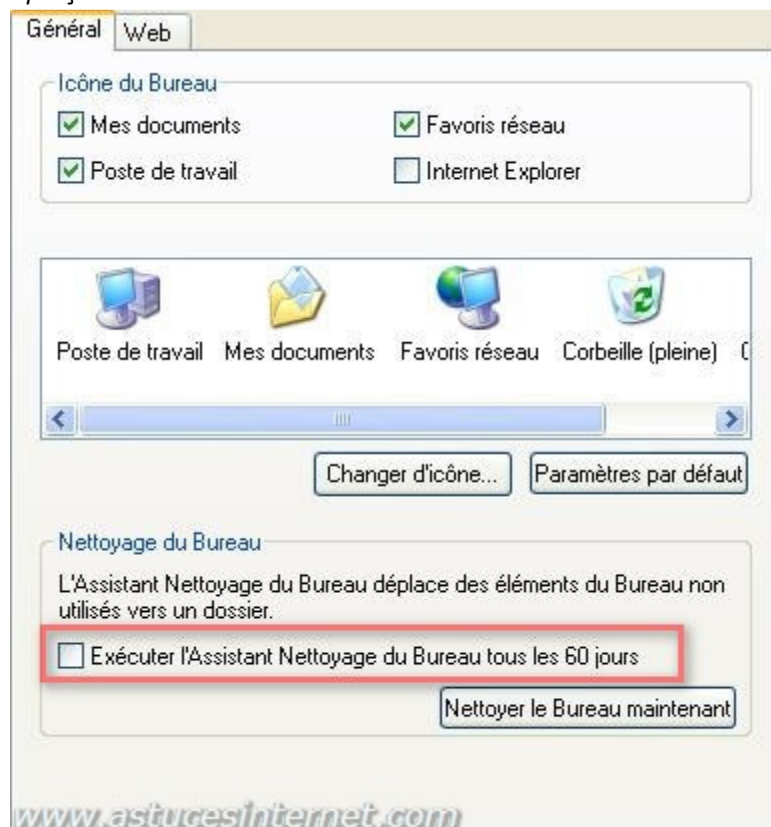 Général Web
Icône du Bureau
Mes documents
Favoris réseau
Poste de travail
Internet Explorer
Poste de travail
Mes documents
Favoris réseau
Corbeille (pleine)
Changer d'icône...
Paramètres par défaut
Nettoyage du Bureau
L'Assistant Nettoyage du Bureau déplace des éléments du Bureau non
utilisés vers un dossier.
Exécuter l'Assistant Nettoyage du Bureau tous les 60 jours
Nettoyer le Bureau maintenant
www.astucesinternet.com